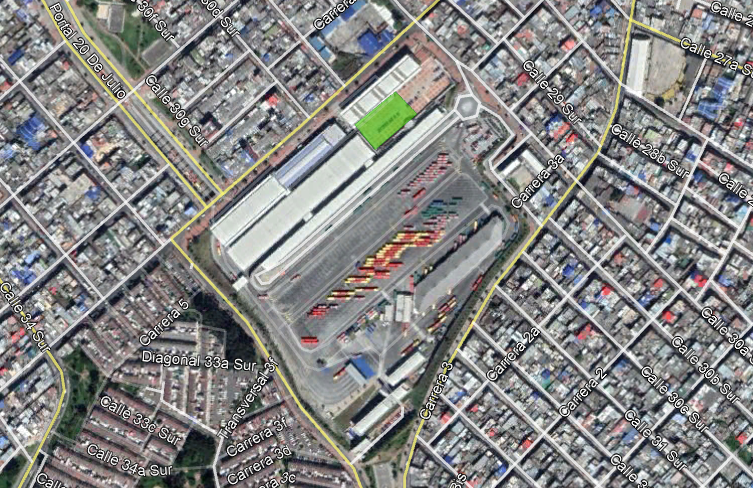 Carrera
Calle
Calle 27a S
Portal 20 De Julio
Calle 30g Sur
Calle 29 Sur
Calle 28b Sur
Carrera 3a
Calle 34 Sur
Carrera 5
Diagonal 33a Sur
Transversal 3f
Calle 33c Sur
Carrera 3f
Carrera 3d
Calle 34a Sur
Carrera 3
Carrera 2a
Carrera 2
Calle 30a
Calle 30b Sur
Calle 30c Sur
Calle 31 Sur